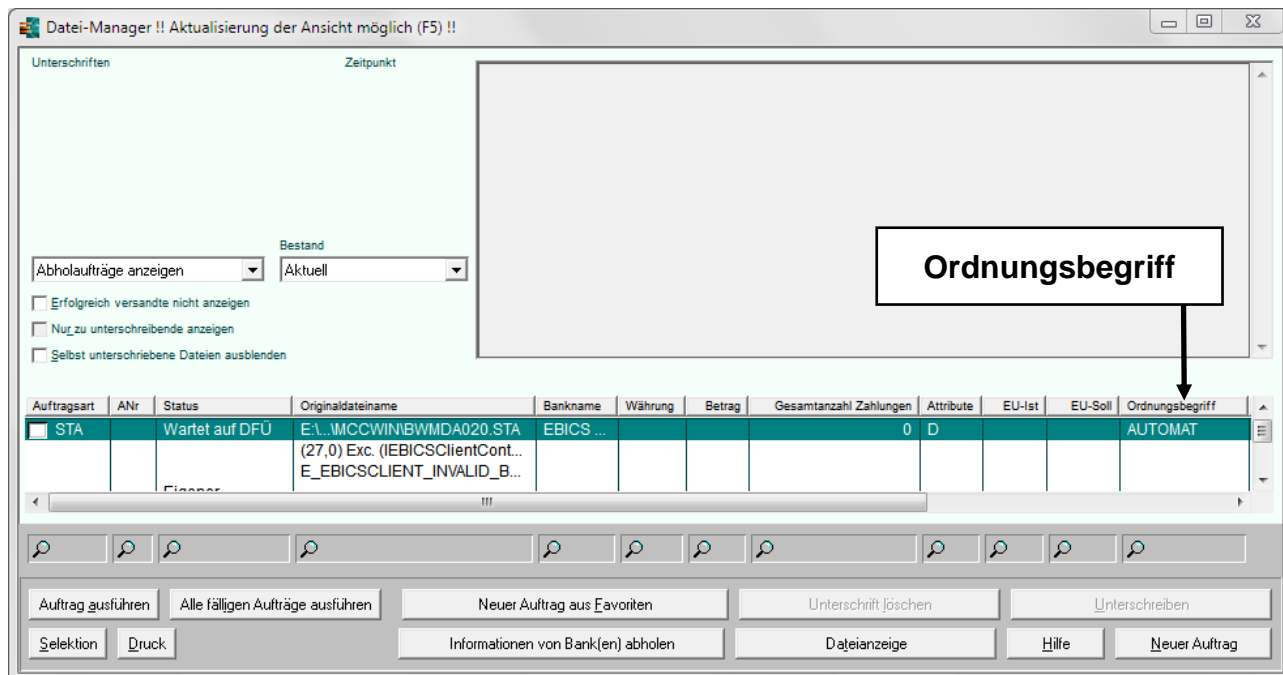 Datei-Manager !! Aktualisierung der Ansicht möglich (F5) !!
Unterschriften Zeitpunkt
Bestand
Abholaufträge anzeigen Aktuell
Erfolgreich versandte nicht anzeigen
Nur zu unterschreibende anzeigen
Selbst unterschriebene Dateien ausblenden
Ordnungsbegriff
Auftragsart ANr Status Originaldateiname Bankname Währung Betrag Gesamtanzahl Zahlungen Attribute EU-Ist EU-Soll Ordnungsbegriff
STA Wartet auf DFÜ E:\...\MCCWIN\BWMDA020.STA EBICS ... 0 D AUTOMAT
(27,0) Exc. (IEBICSClientCont...
E_EBICSCLIENT_INVALID_B...
Eigener
Auftrag ausführen Alle fälligen Aufträge ausführen Neuer Auftrag aus Favoriten Unterschrift löschen Unterschreiben
Selektion Druck Informationen von Bank(en) abholen Dateianzeige Hilfe Neuer Auftrag